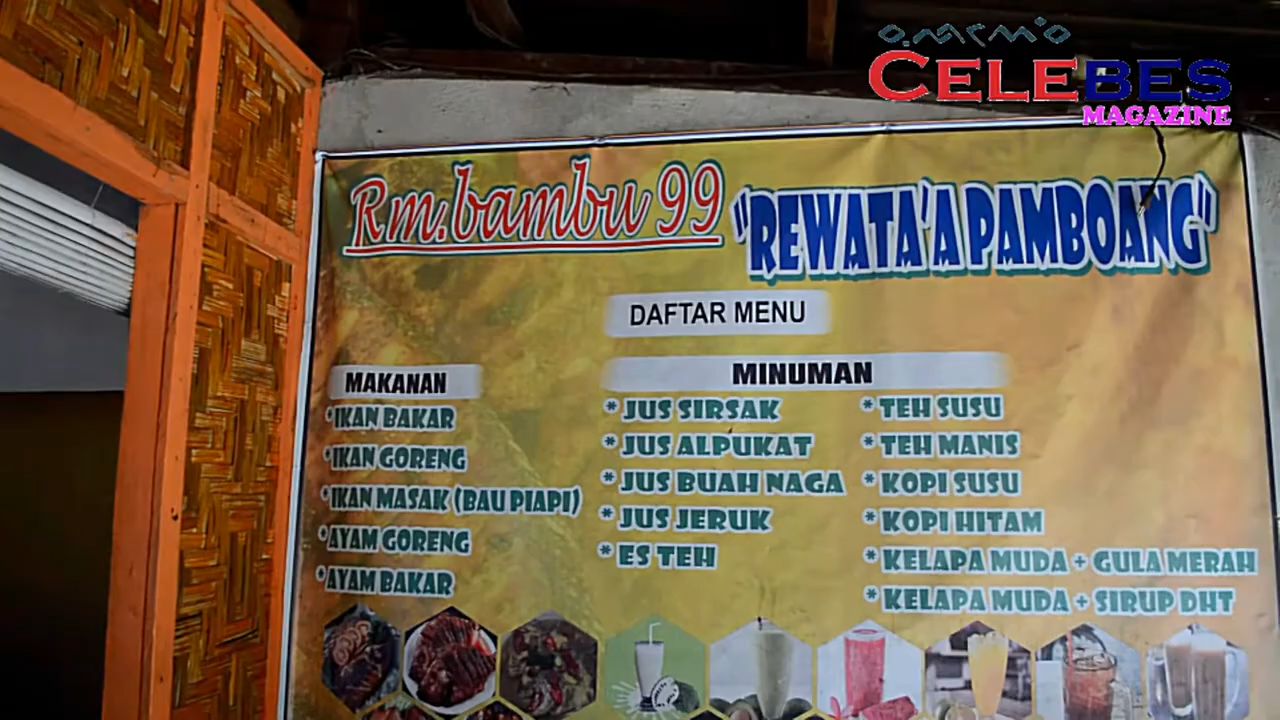 CELEBES
MAGAZINE
Rm.bambu 99
"REWATA'A PAMBOANG"
DAFTAR MENU
MAKANAN
*IKAN BAKAR
*IKAN GORENG
*IKAN MASAK (BAU PIAPI)
*AYAM GORENG
*AYAM BAKAR
MINUMAN
* JUS SIRSAK
* JUS ALPUKAT
* JUS BUAH NAGA
* JUS JERUK
* ES TEH
* TEH SUSU
* TEH MANIS
* KOPI SUSU
* KOPI HITAM
* KELAPA MUDA + GULA MERAH
* KELAPA MUDA + SIRUP DHT